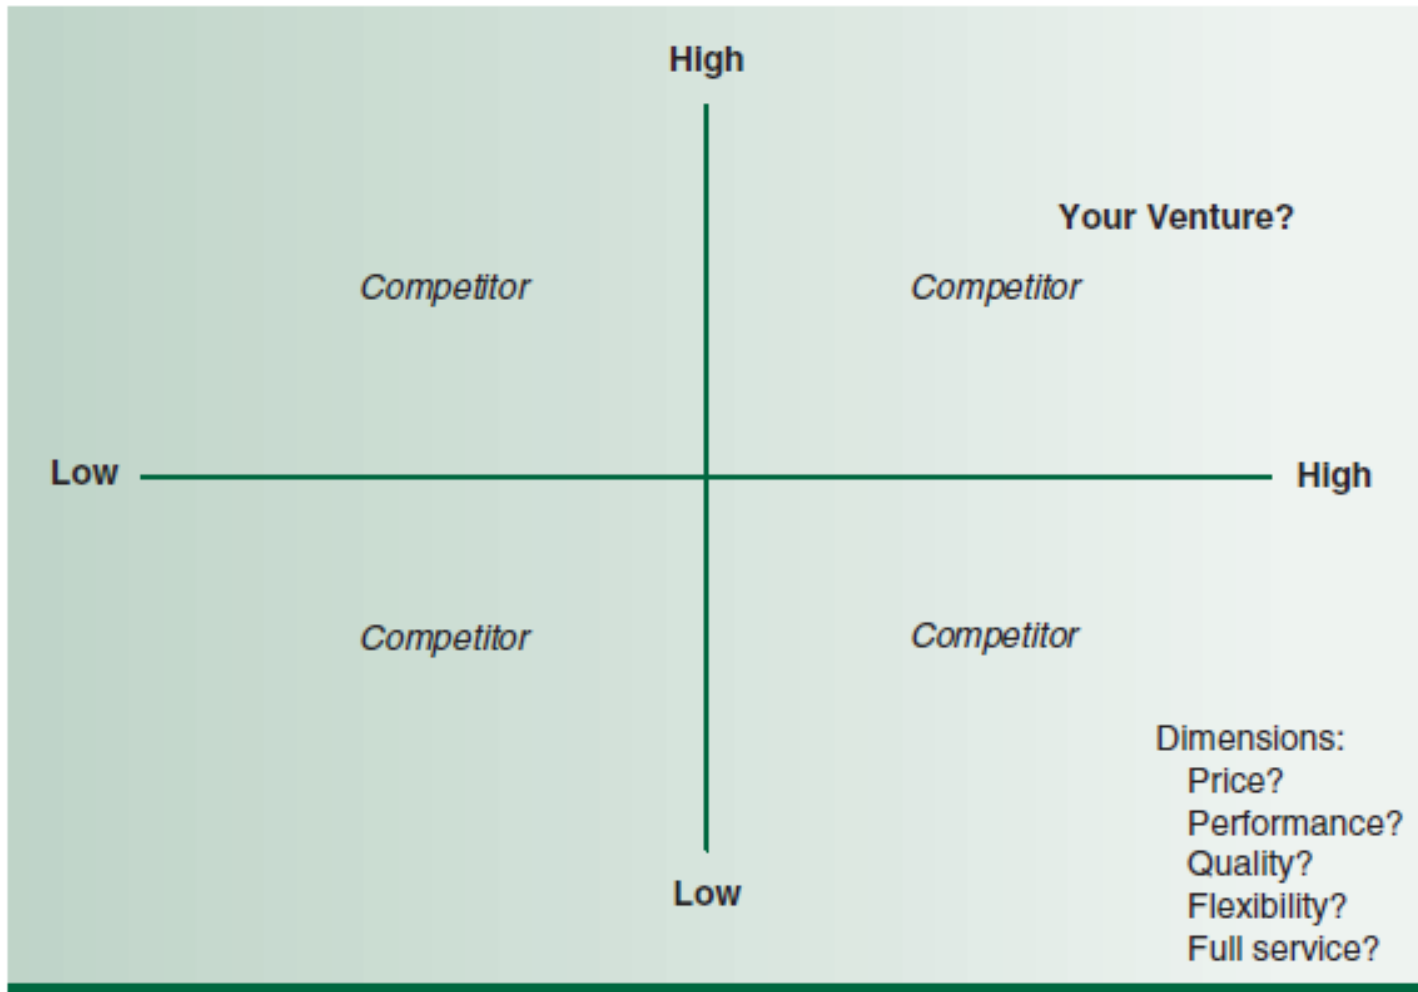 High
Your Venture?
Competitor
Competitor
Low
High
Competitor
Competitor
Dimensions:
Price?
Performance?
Quality?
Flexibility?
Full service?
Low